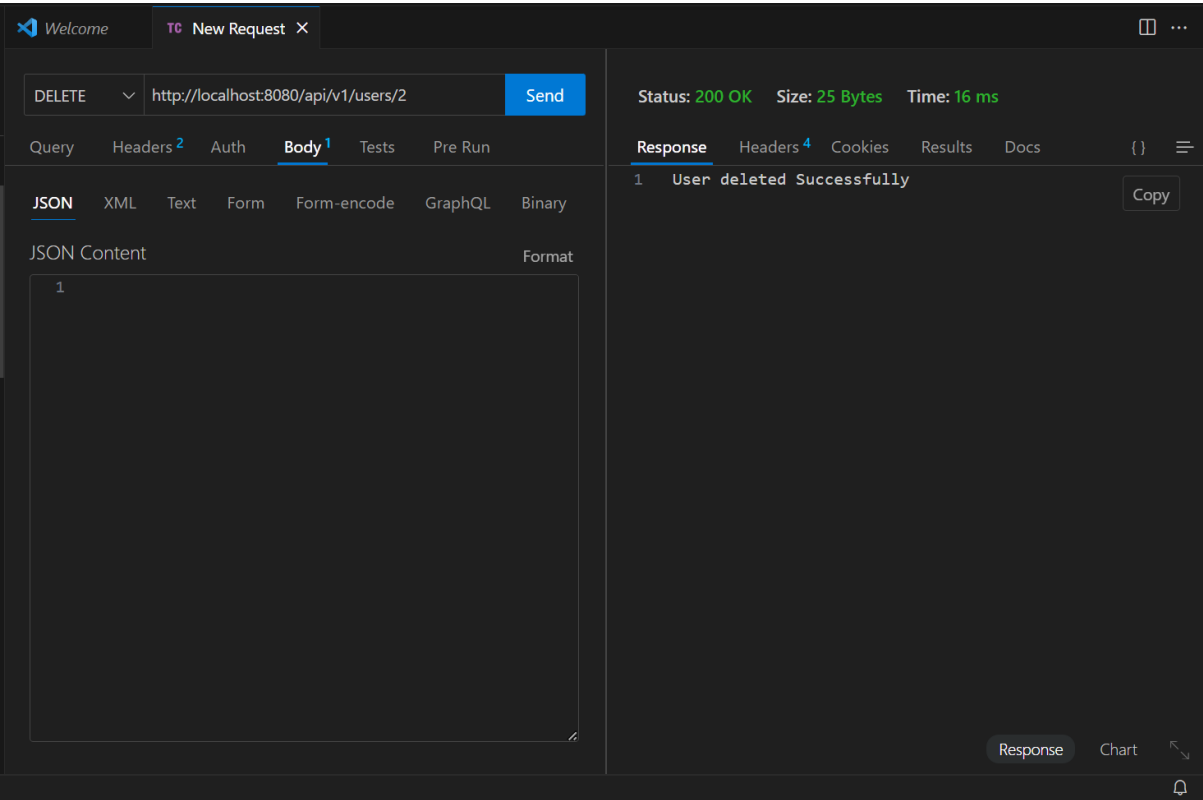 Welcome
TC New Request
DELETE http://localhost:8080/api/v1/users/2 Send
Query Headers 2 Auth Body 1 Tests Pre Run
JSON XML Text Form Form-encode GraphQL Binary
JSON Content Format
1
Status: 200 OK Size: 25 Bytes Time: 16 ms
Response Headers 4 Cookies Results Docs { }
1 User deleted Successfully
Copy
Response Chart